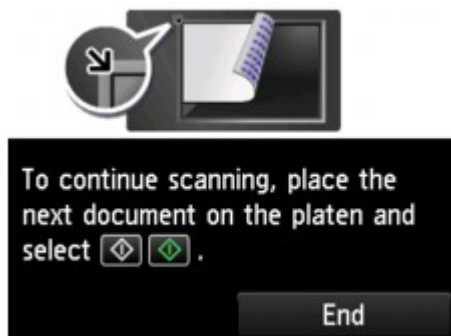 To continue scanning, place the
next document on the platen and
select .
End